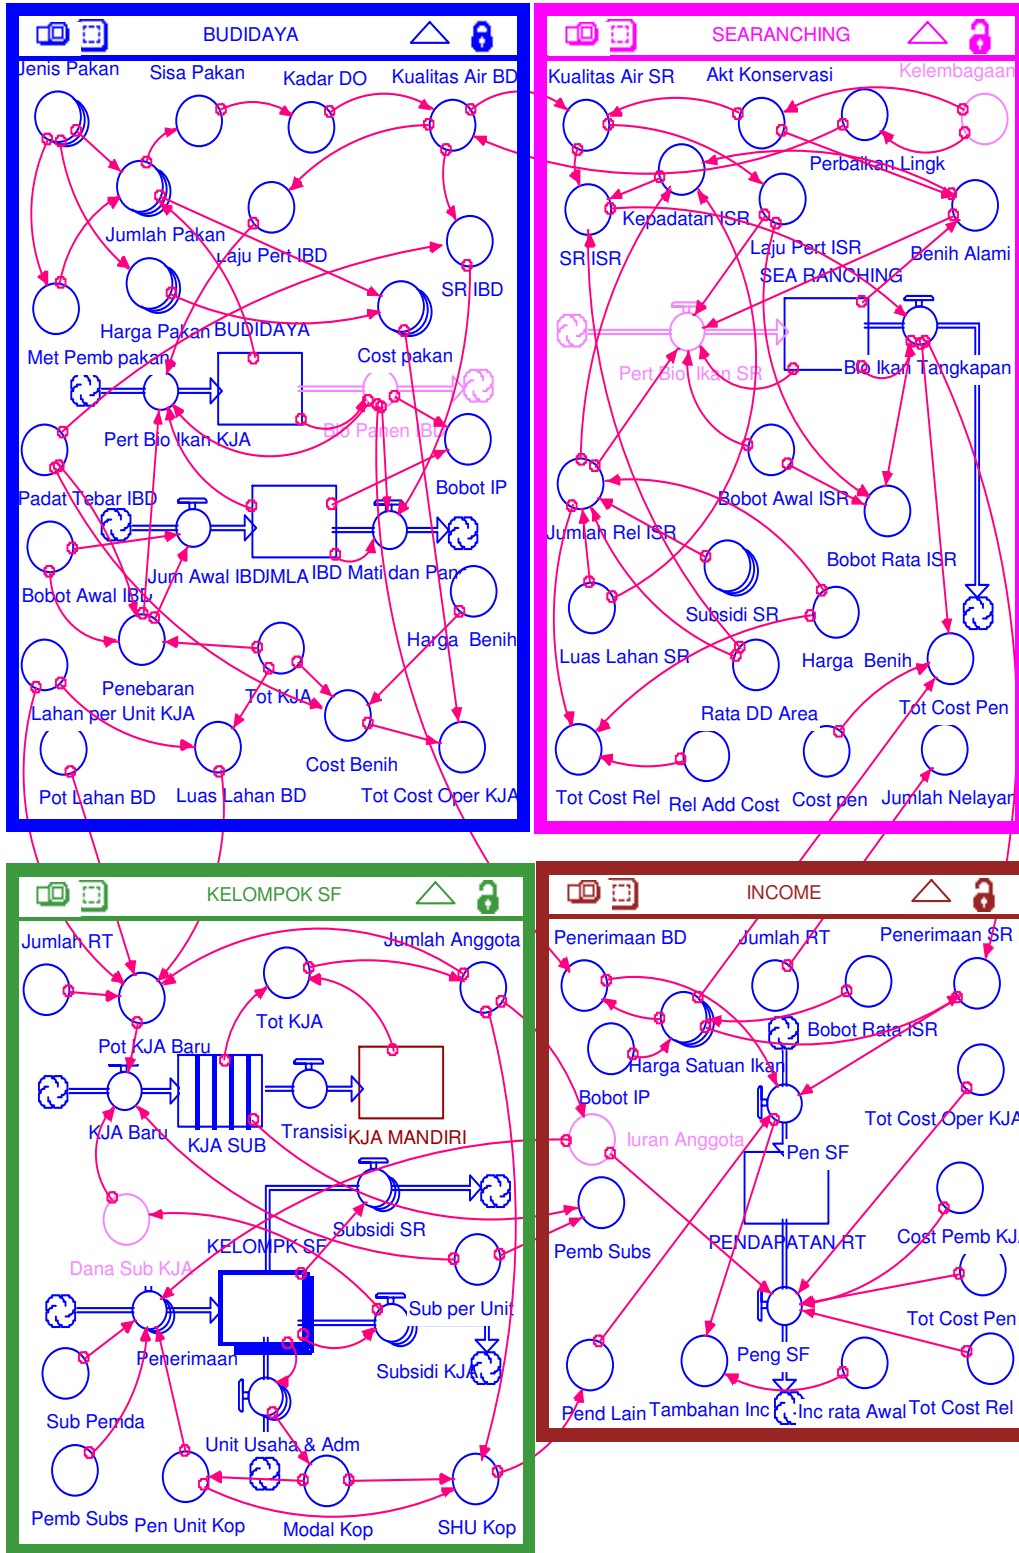 BUDIDAYA
Jenis Pakan
Sisa Pakan
Kadar DO
Kualitas Air BD
Jumlah Pakan
Laju Pert IBD
SR IBD
Harga Pakan
BUDIDAYA
Met Pemb pakan
Cost pakan
Pert Bio Ikan KJA
Bio Panen IBD
Padat Tebar IBD
Bobot IP
Jum Awal IBD
JMLA
IBD Mati dan Pan
Bobot Awal IBD
Harga Benih
Penebaran
Tot KJA
Lahan per Unit KJA
Cost Benih
Pot Lahan BD
Luas Lahan BD
Tot Cost Oper KJA
SEARANCHING
Kualitas Air SR
Akt Konservasi
Kelembagaan
Perbaikan Lingk
Kepadatan ISR
Laju Pert ISR
Benih Alami
SR ISR
SEA RANCHING
Pert Bio Ikan SR
Bio Ikan Tangkapan
Bobot Awal ISR
Jumlah Rel ISR
Bobot Rata ISR
Subsidi SR
Luas Lahan SR
Harga Benih
Rata DD Area
Tot Cost Pen
Tot Cost Rel
Rel Add Cost
Cost pen
Jumlah Nelayan
KELOMPOK SF
Jumlah RT
Jumlah Anggota
Tot KJA
Pot KJA Baru
KJA Baru
KJA SUB
Transisi
KJA MANDIRI
Subsidi SR
KELOMPK SF
Dana Sub KJA
Sub per Unit
Penerimaan
Subsidi KJA
Sub Pemda
Unit Usaha & Adm
Pemb Subs
Pen Unit Kop
Modal Kop
SHU Kop
INCOME
Penerimaan BD
Jumlah RT
Penerimaan SR
Bobot Rata ISR
Harga Satuan Ikan
Bobot IP
Tot Cost Oper KJA
Iuran Anggota
Pen SF
Pemb Subs
PENDAPATAN RT
Cost Pemb KJ
Tot Cost Pen
Peng SF
Pend Lain
Tambahan Inc
Inc rata Awal
Tot Cost Rel